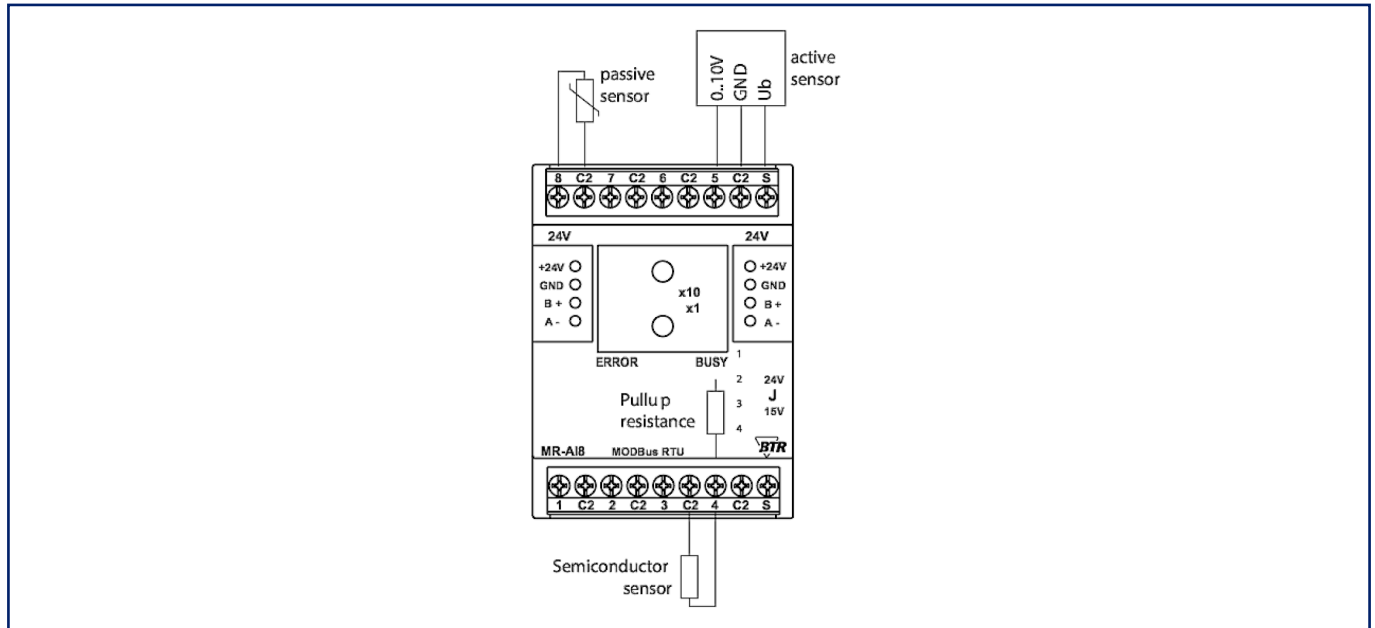 passive
sensor
0..10V
GND
Ub
active
sensor
8 C2 7 C2 6 C2 5 C2 S
24V 24V
+24V +24V
GND GND
B + B +
A - A -
x10
x1
ERROR BUSY
1
2
3
4
24V
J
15V
Pullup
resistance
MR-AI8 MODBus RTU BTR
1 C2 2 C2 3 C2 4 C2 S
Semiconductor
sensor